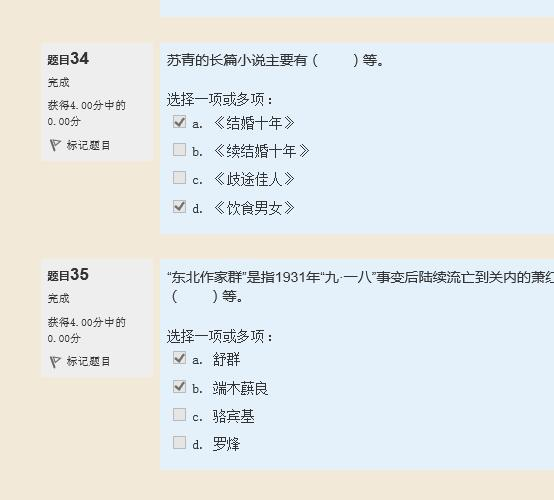 题目34
完成
获得4.00分中的
0.00分
标记题目
苏青的长篇小说主要有（ ）等。
选择一项或多项：
a. 《结婚十年》
b. 《续结婚十年》
c. 《歧途佳人》
d. 《饮食男女》
题目35
完成
获得4.00分中的
0.00分
标记题目
“东北作家群”是指1931年“九·一八”事变后陆续流亡到关内的萧红
（ ）等。
选择一项或多项：
a. 舒群
b. 端木蕻良
c. 骆宾基
d. 罗烽